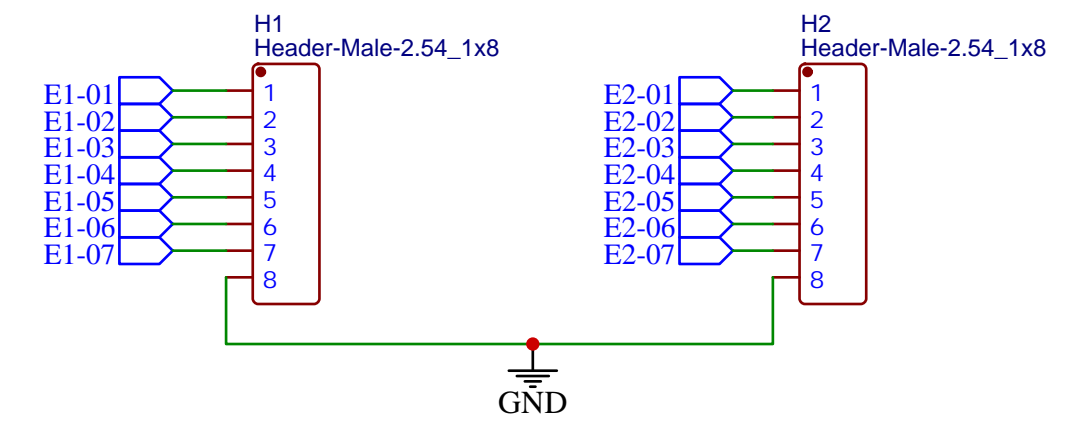 H1
Header-Male-2.54_1x8
E1-01 1
E1-02 2
E1-03 3
E1-04 4
E1-05 5
E1-06 6
E1-07 7
8
H2
Header-Male-2.54_1x8
E2-01 1
E2-02 2
E2-03 3
E2-04 4
E2-05 5
E2-06 6
E2-07 7
8
GND